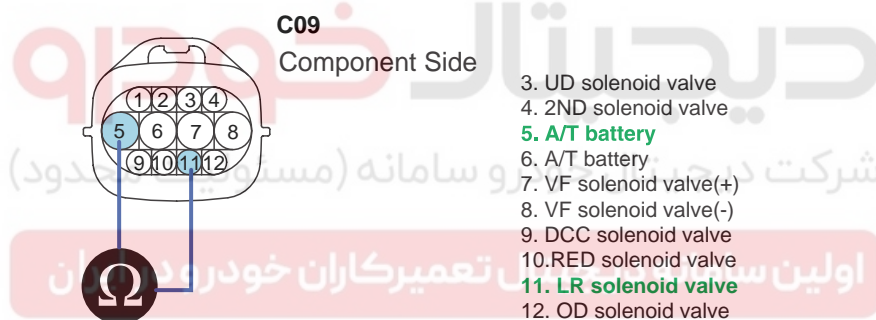 C09
Component Side
دیجیتال خودرو
1 2 3 4
5 6 7 8
9 10 11 12
Ω
3. UD solenoid valve
4. 2ND solenoid valve
5. A/T battery
6. A/T battery
7. VF solenoid valve(+)
8. VF solenoid valve(-)
9. DCC solenoid valve
10.RED solenoid valve
11. LR solenoid valve
12. OD solenoid valve
شرکت دیجیتال خودرو سامانه (مسئولیت محدود)
اولین سامانه دیجیتال تعمیرکاران خودرو در ایران